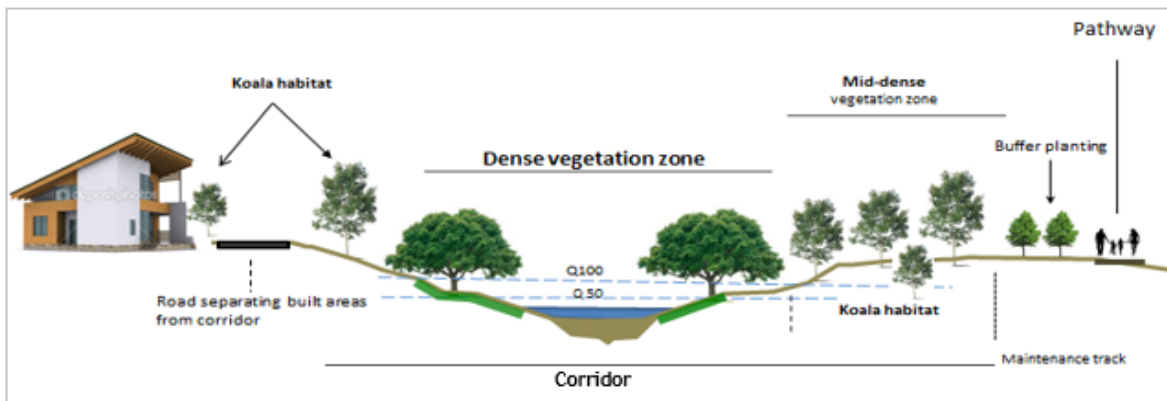 Pathway
Koala habitat
Mid-dense
vegetation zone
Dense vegetation zone
Buffer planting
depositphotos
Q100
Q 50
Road separating built areas
from corridor
Koala habitat
Maintenance track
Corridor